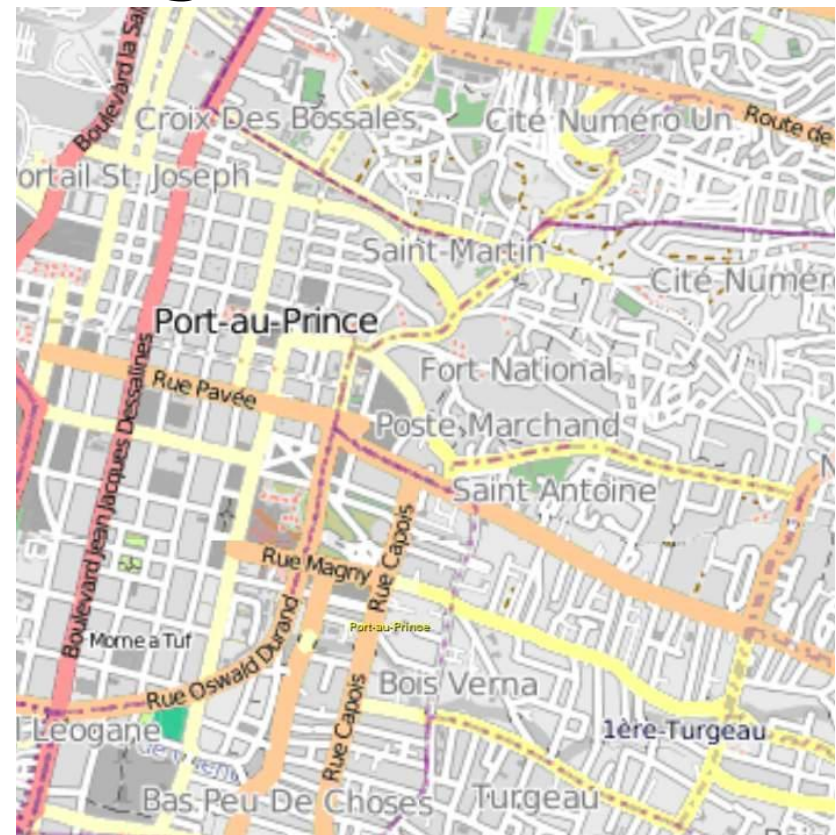 Boulevard la Sa
Croix Des Bossales
Cité Numéro Un
Route de
ortail St. Joseph
Saint-Martin
Cité Numér
Port-au-Prince
Fort National
Rue Pavée
Poste Marchand
Boulevard Jean Jacques Dessalines
Saint Antoine
Rue Capois
Rue Magny
Port-au-Prince
Morne a Tuf
Rue Oswald Durand
Bois Verna
Rue Capois
l Léogane
1ère-Turgeau
Bas Peu De Choses
Turgeau